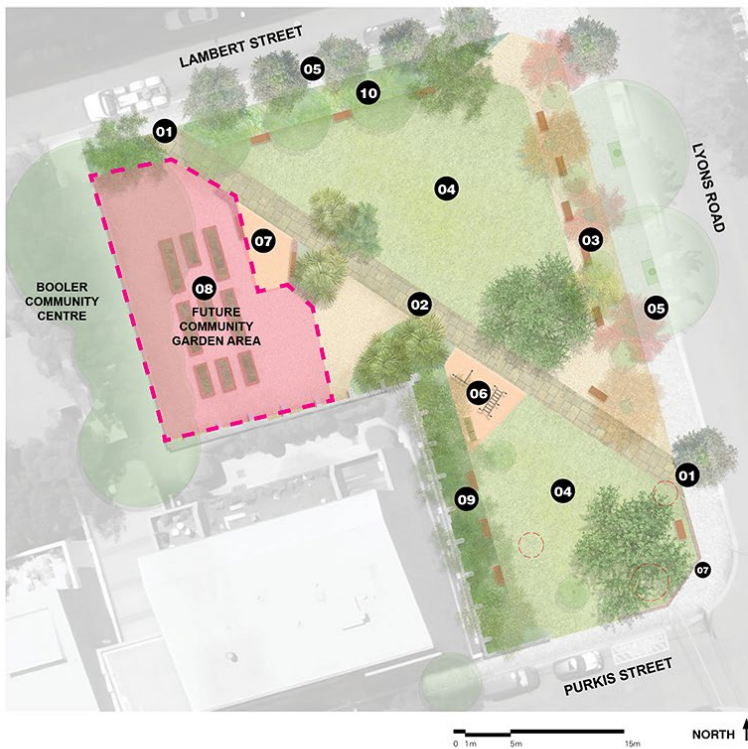 LAMBERT STREET
05
10
01
04
LYONS ROAD
07
03
08
FUTURE
COMMUNITY
GARDEN AREA
BOOLER
COMMUNITY
CENTRE
02
05
06
01
09
04
07
PURKIS STREET
0 1m 5m 15m
NORTH